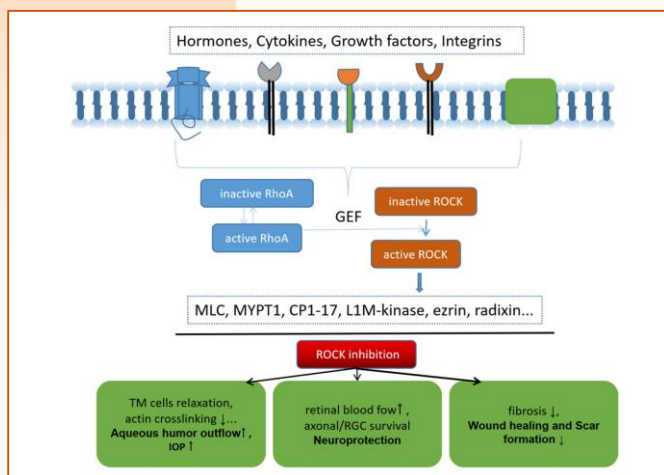 Hormones, Cytokines, Growth factors, Integrins
inactive RhoA
inactive ROCK
GEF
active RhoA
active ROCK
MLC, MYPT1, CP1-17, L1M-kinase, ezrin, radixin...
ROCK inhibition
TM cells relaxation,
actin crosslinking ↓...
Aqueous humor outflow↑,
IOP ↑
retinal blood fow↑,
axonal/RGC survival
Neuroprotection
fibrosis ↓,
Wound healing and Scar
formation ↓